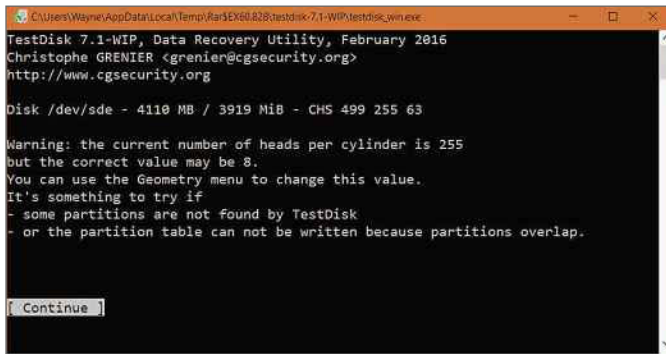 C:\Users\Wayne\AppData\Local\Temp\Rar$EX60.828\testdisk-7.1-WIP\testdisk_win.exe
TestDisk 7.1-WIP, Data Recovery Utility, February 2016
Christophe GRENIER <grenier@cgsecurity.org>
http://www.cgsecurity.org
Disk /dev/sde - 4110 MB / 3919 MiB - CHS 499 255 63
Warning: the current number of heads per cylinder is 255
but the correct value may be 8.
You can use the Geometry menu to change this value.
It's something to try if
- some partitions are not found by TestDisk
- or the partition table can not be written because partitions overlap.
[ Continue ]